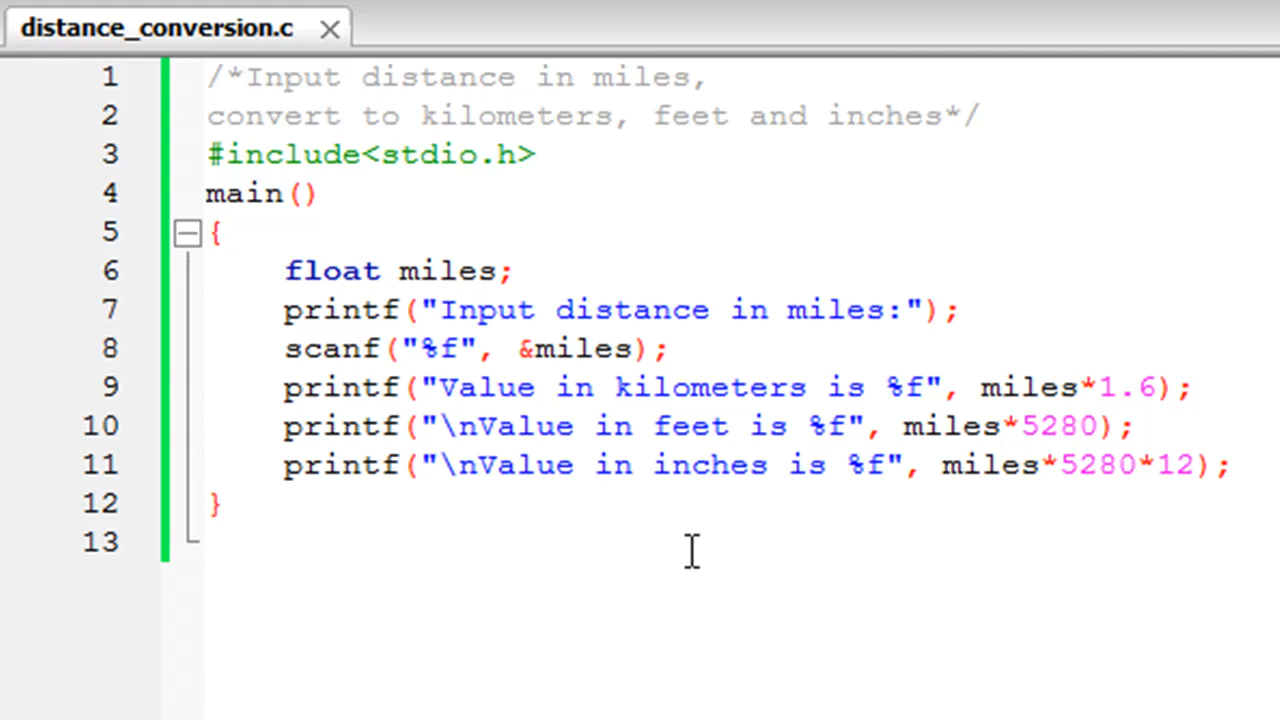 distance_conversion.c
1 /*Input distance in miles,
2 convert to kilometers, feet and inches*/
3 #include<stdio.h>
4 main()
5 {
6 float miles;
7 printf("Input distance in miles:");
8 scanf("%f", &miles);
9 printf("Value in kilometers is %f", miles*1.6);
10 printf("\nValue in feet is %f", miles*5280);
11 printf("\nValue in inches is %f", miles*5280*12);
12 }
13